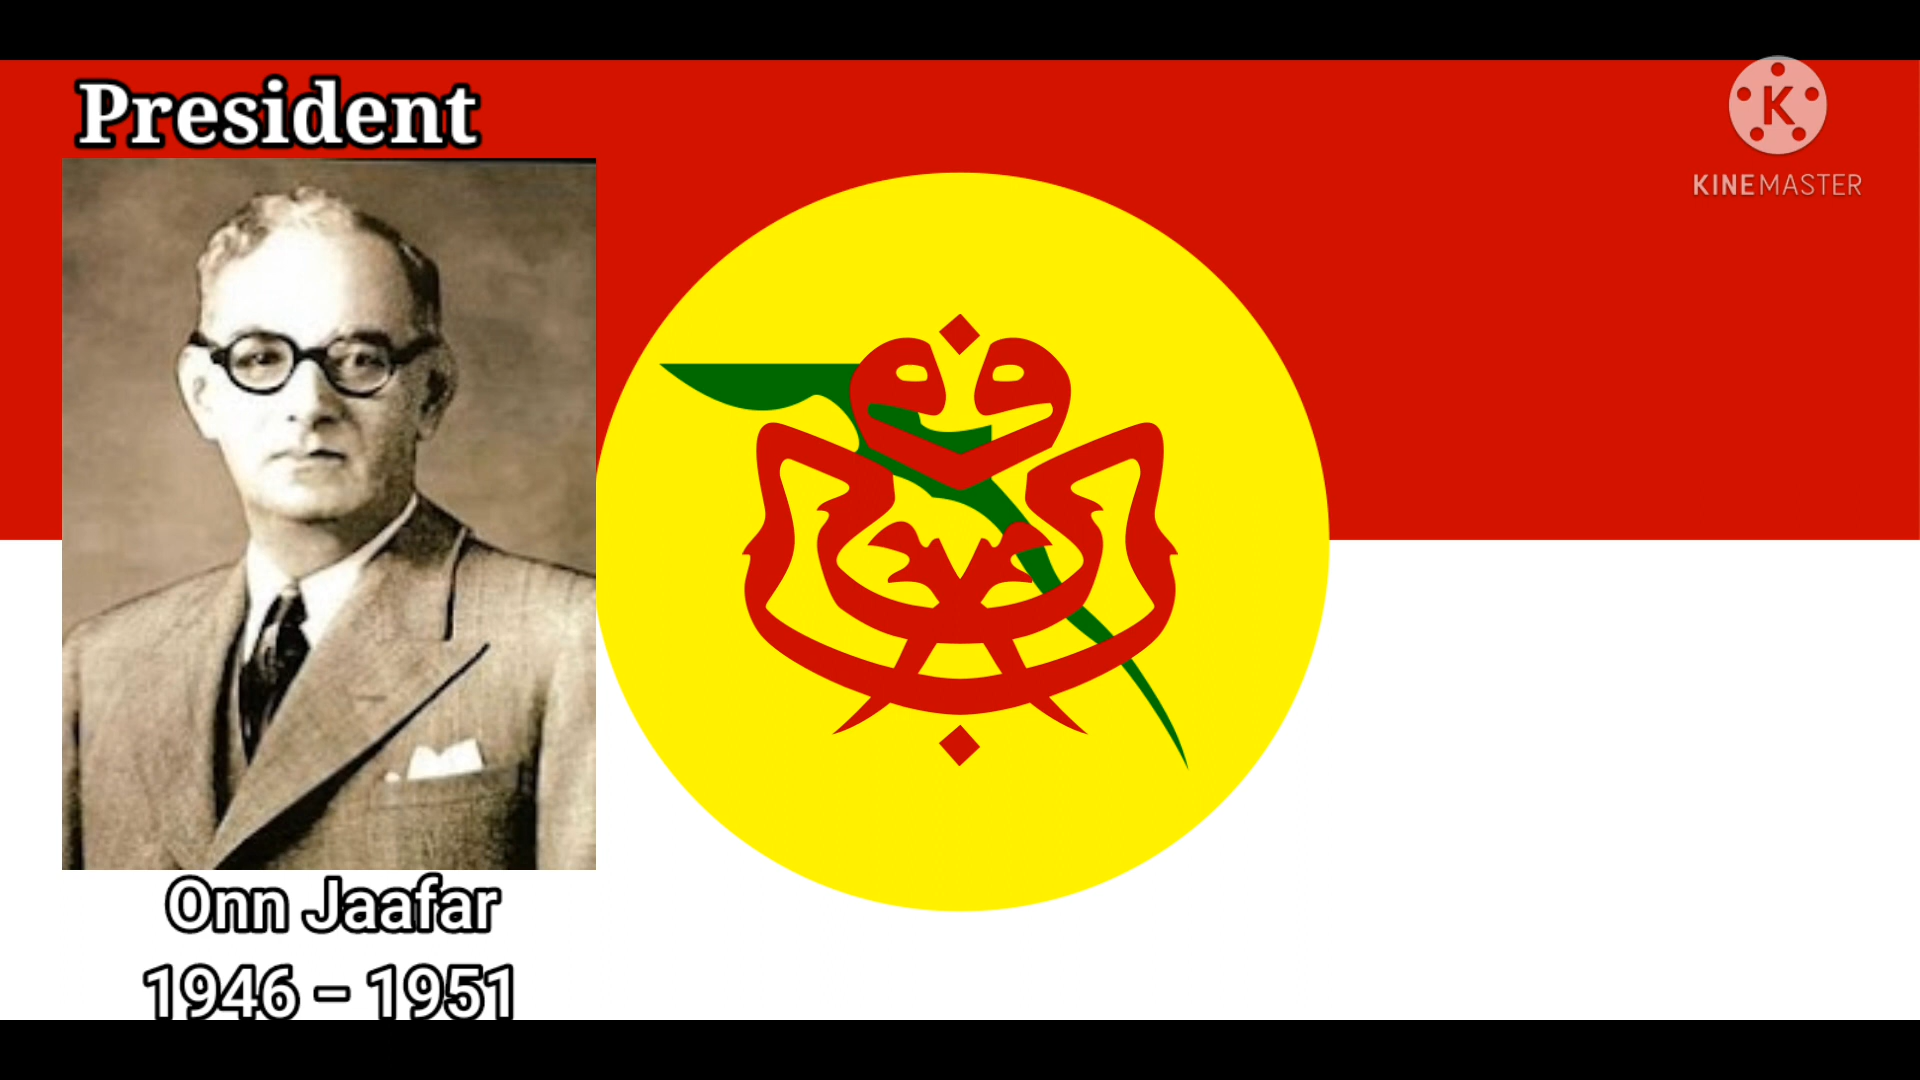 President
K
KINEMASTER
Onn Jaafar
1946 – 1951